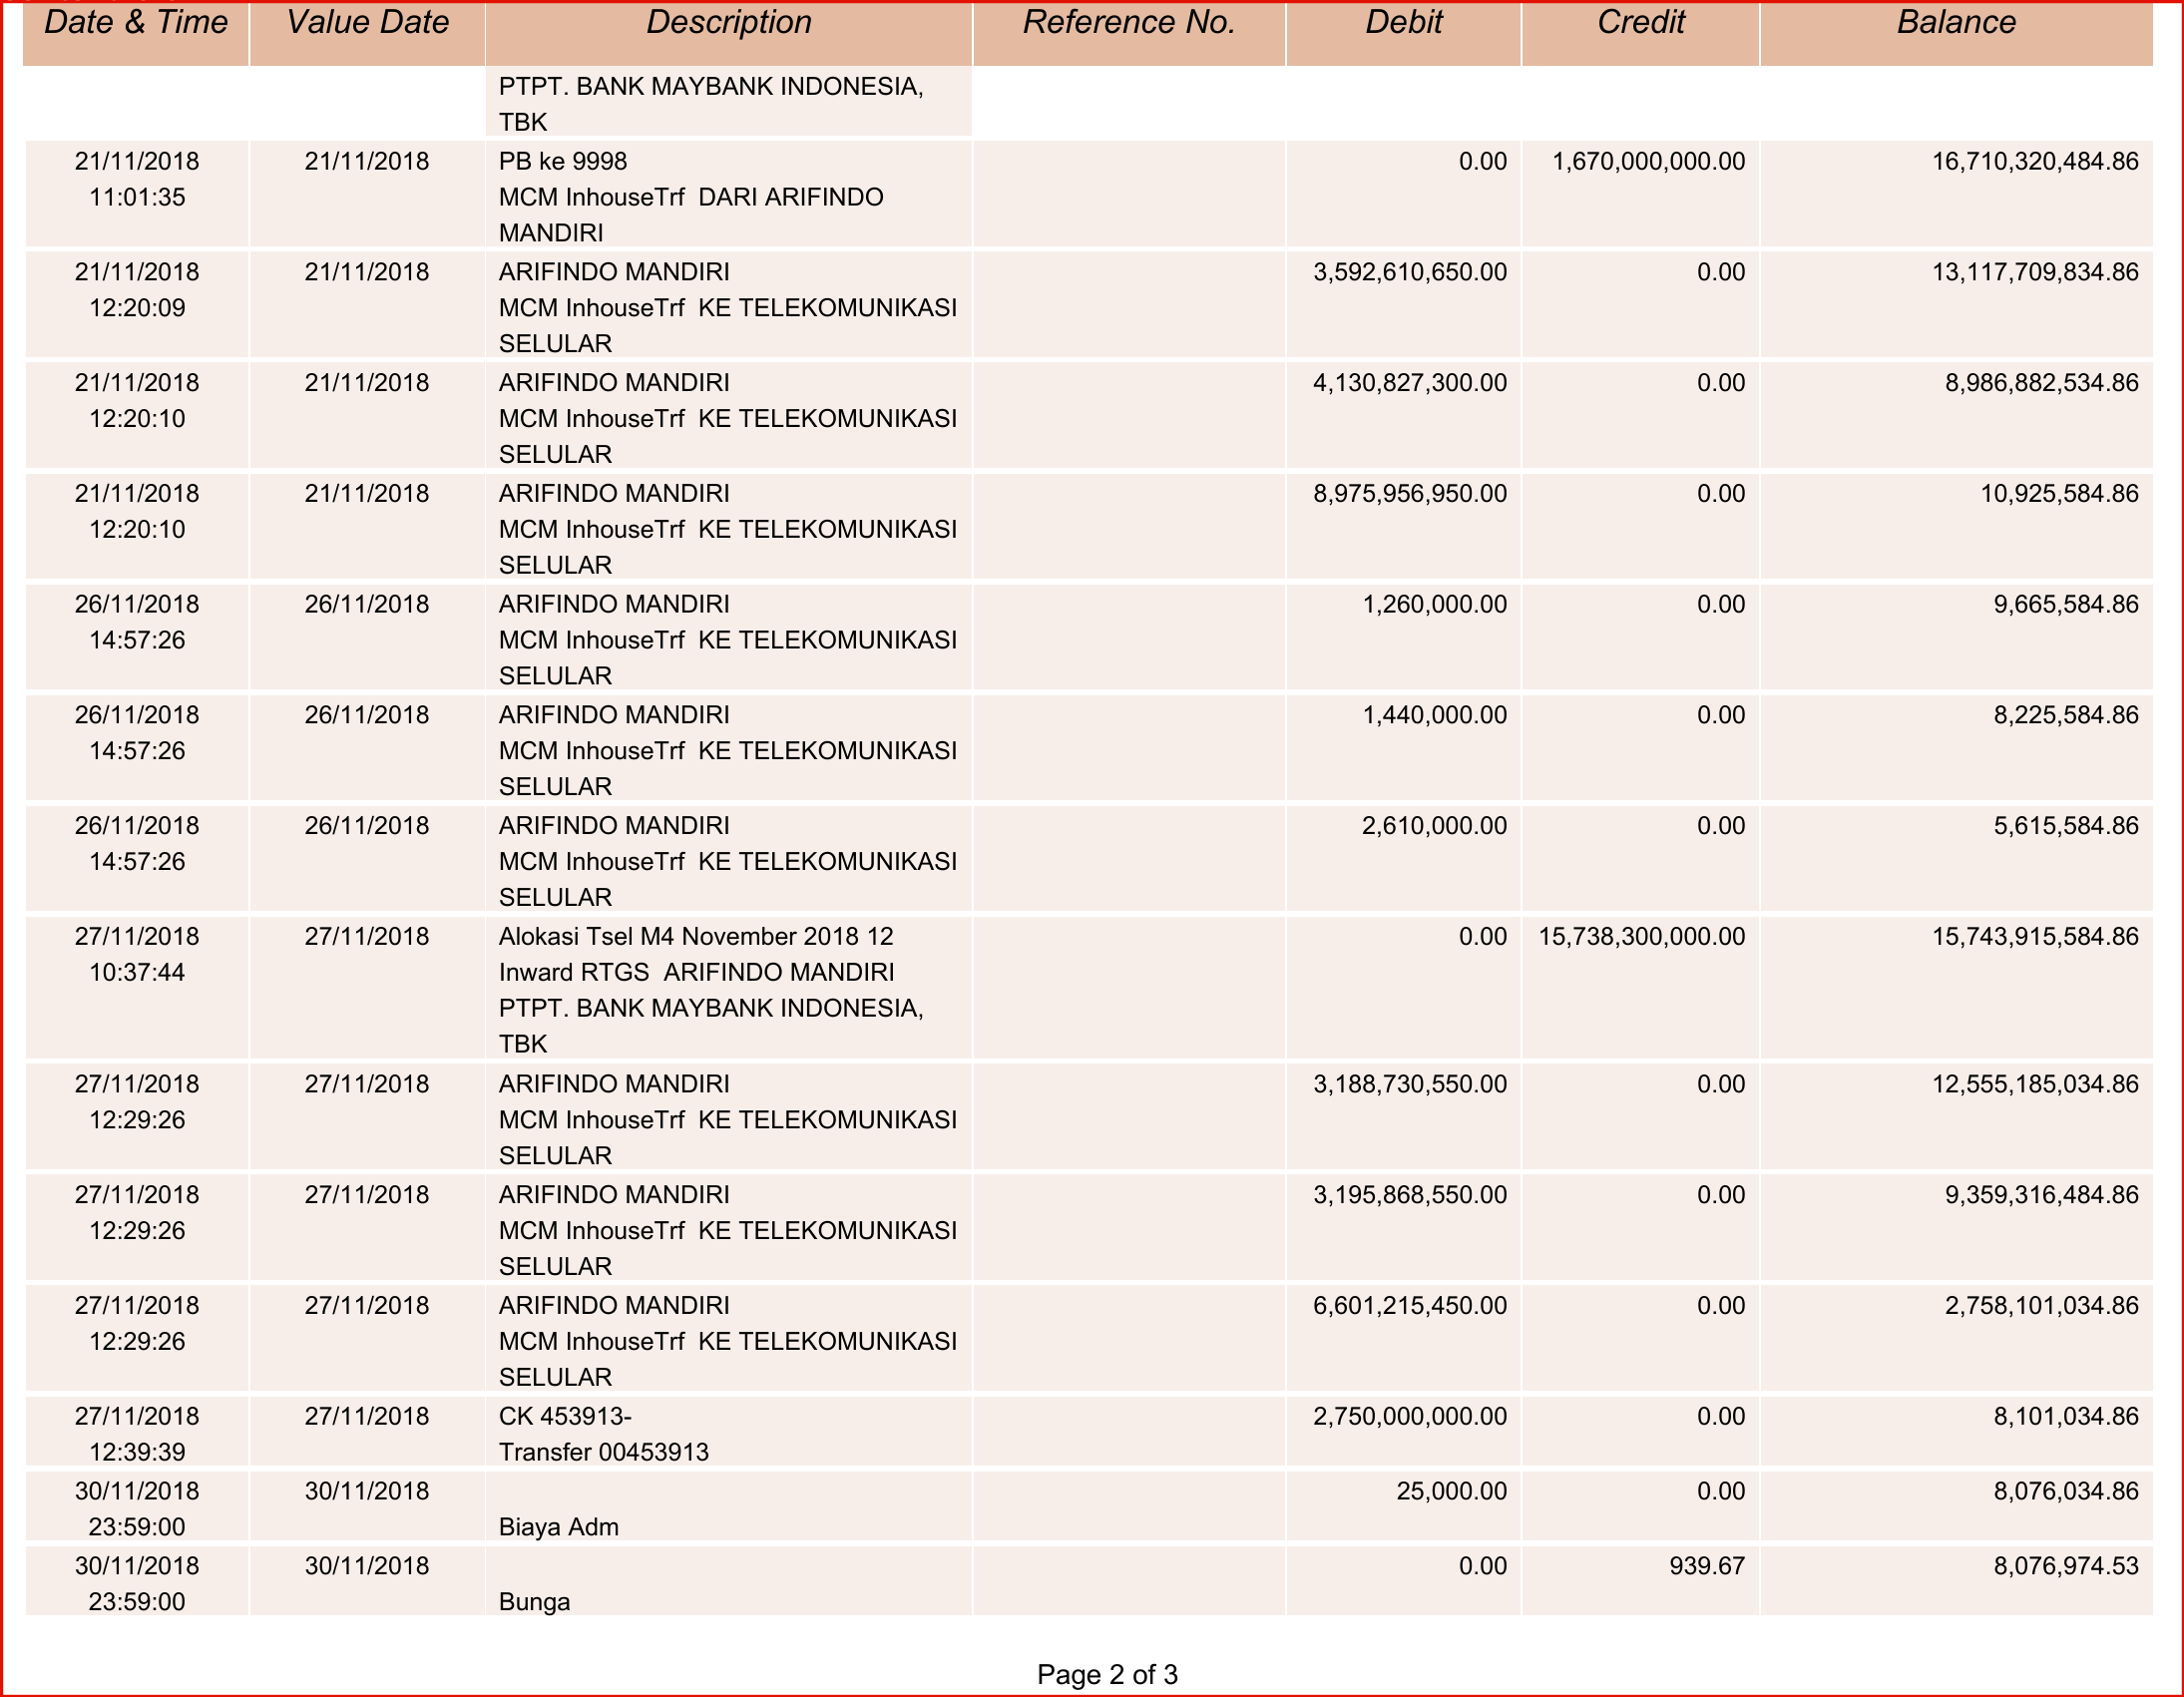 Date & Time Value Date Description Reference No. Debit Credit Balance
PTPT. BANK MAYBANK INDONESIA,
TBK
21/11/2018 21/11/2018 PB ke 9998 0.00 1,670,000,000.00 16,710,320,484.86
11:01:35 MCM InhouseTrf DARI ARIFINDO
MANDIRI
21/11/2018 21/11/2018 ARIFINDO MANDIRI 3,592,610,650.00 0.00 13,117,709,834.86
12:20:09 MCM InhouseTrf KE TELEKOMUNIKASI
SELULAR
21/11/2018 21/11/2018 ARIFINDO MANDIRI 4,130,827,300.00 0.00 8,986,882,534.86
12:20:10 MCM InhouseTrf KE TELEKOMUNIKASI
SELULAR
21/11/2018 21/11/2018 ARIFINDO MANDIRI 8,975,956,950.00 0.00 10,925,584.86
12:20:10 MCM InhouseTrf KE TELEKOMUNIKASI
SELULAR
26/11/2018 26/11/2018 ARIFINDO MANDIRI 1,260,000.00 0.00 9,665,584.86
14:57:26 MCM InhouseTrf KE TELEKOMUNIKASI
SELULAR
26/11/2018 26/11/2018 ARIFINDO MANDIRI 1,440,000.00 0.00 8,225,584.86
14:57:26 MCM InhouseTrf KE TELEKOMUNIKASI
SELULAR
26/11/2018 26/11/2018 ARIFINDO MANDIRI 2,610,000.00 0.00 5,615,584.86
14:57:26 MCM InhouseTrf KE TELEKOMUNIKASI
SELULAR
27/11/2018 27/11/2018 Alokasi Tsel M4 November 2018 12 0.00 15,738,300,000.00 15,743,915,584.86
10:37:44 Inward RTGS ARIFINDO MANDIRI
PTPT. BANK MAYBANK INDONESIA,
TBK
27/11/2018 27/11/2018 ARIFINDO MANDIRI 3,188,730,550.00 0.00 12,555,185,034.86
12:29:26 MCM InhouseTrf KE TELEKOMUNIKASI
SELULAR
27/11/2018 27/11/2018 ARIFINDO MANDIRI 3,195,868,550.00 0.00 9,359,316,484.86
12:29:26 MCM InhouseTrf KE TELEKOMUNIKASI
SELULAR
27/11/2018 27/11/2018 ARIFINDO MANDIRI 6,601,215,450.00 0.00 2,758,101,034.86
12:29:26 MCM InhouseTrf KE TELEKOMUNIKASI
SELULAR
27/11/2018 27/11/2018 CK 453913- 2,750,000,000.00 0.00 8,101,034.86
12:39:39 Transfer 00453913
30/11/2018 30/11/2018 25,000.00 0.00 8,076,034.86
23:59:00 Biaya Adm
30/11/2018 30/11/2018 0.00 939.67 8,076,974.53
23:59:00 Bunga
Page 2 of 3